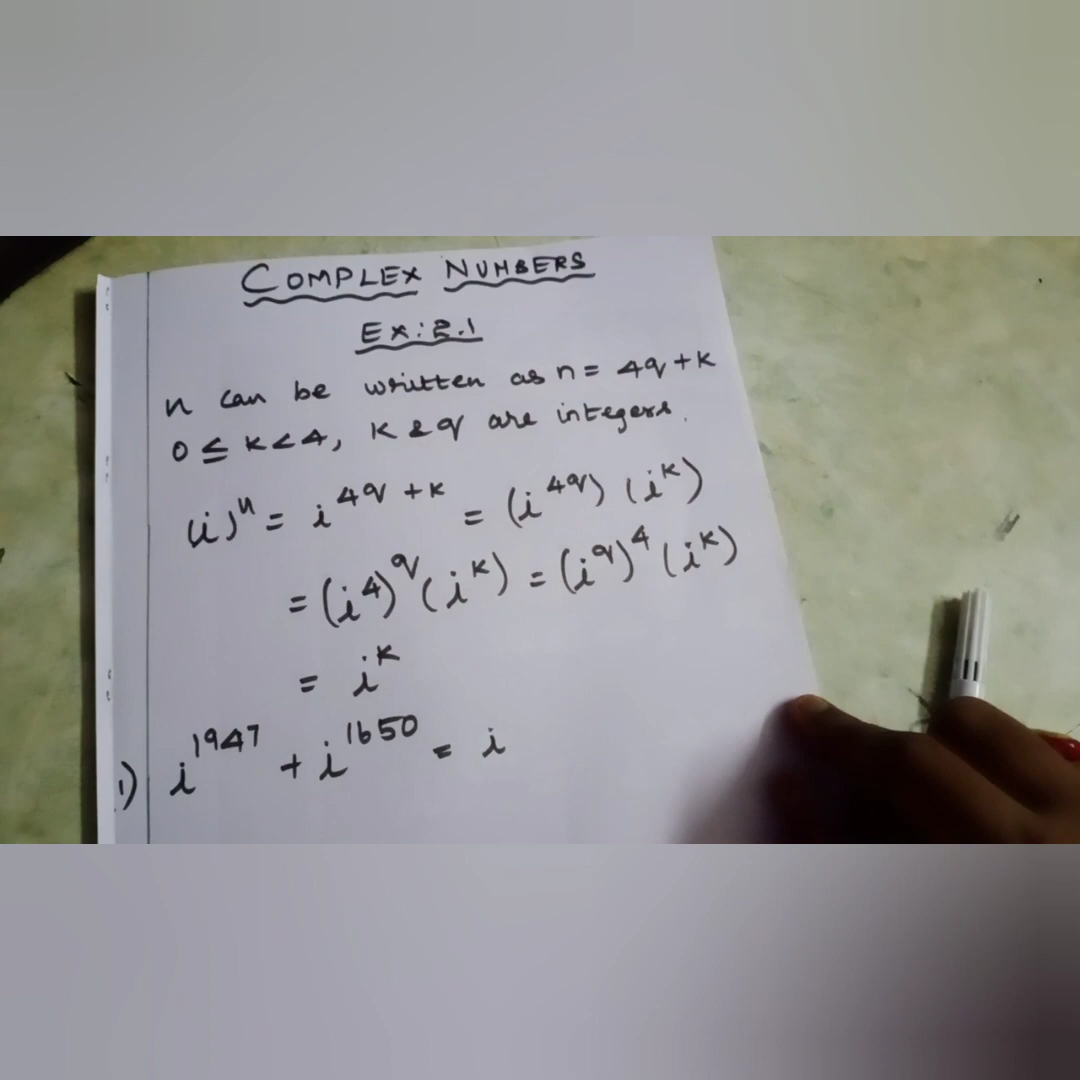 COMPLEX NUMBERS
Ex: 2.1
n can be written as n = 4q + k
0 ≤ k < 4, k & q are integers.
(i)ⁿ = i^(4q + k) = (i^(4q)) (i^k)
= (i^4)^q (i^k) = (i^q)^4 (i^k)
= i^k
1) i^1947 + i^1650 = i